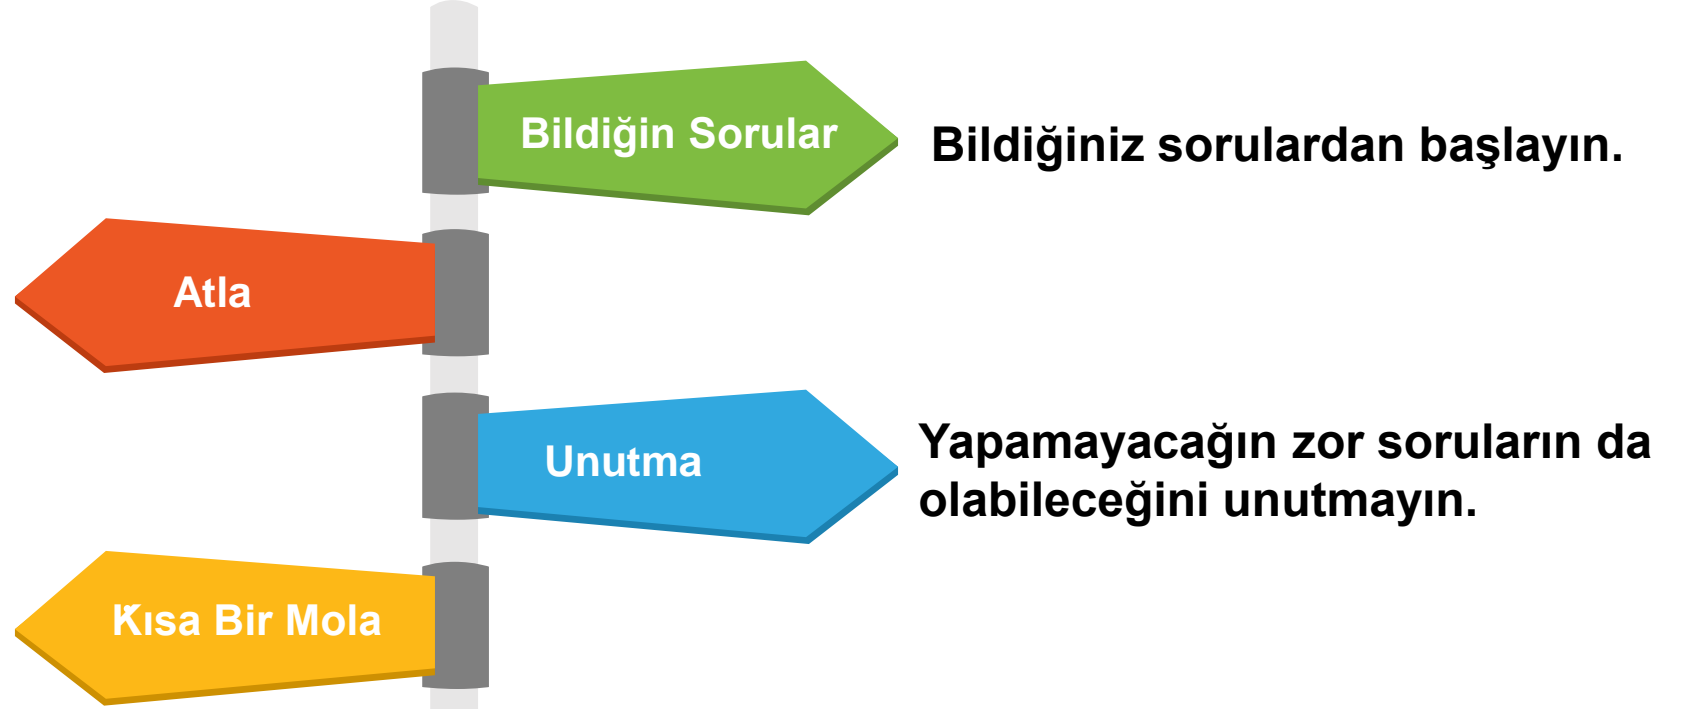 Bildiğin Sorular
Bildiğiniz sorulardan başlayın.
Atla
Unutma
Yapamayacağın zor soruların da
olabileceğini unutmayın.
Kısa Bir Mola